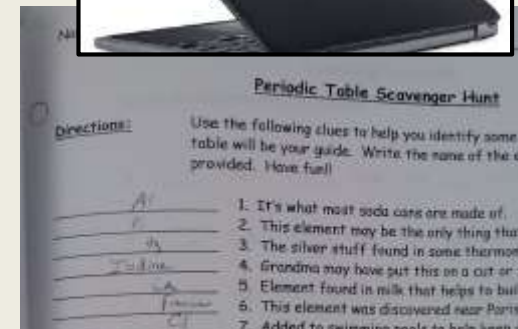 Periodic Table Scavenger Hunt
Directions: Use the following clues to help you identify some
table will be your guide. Write the name of the
provided. Have fun!!
Al 1. It's what most soda cans are made of.
2. This element may be the only thing tha
Hg 3. The silver stuff found in some thermom
Iodine 4. Grandma may have put this on a cut or
5. Element found in milk that helps to buil
6. This element was discovered near Paris
Cl 7. Added to swimming pools to help